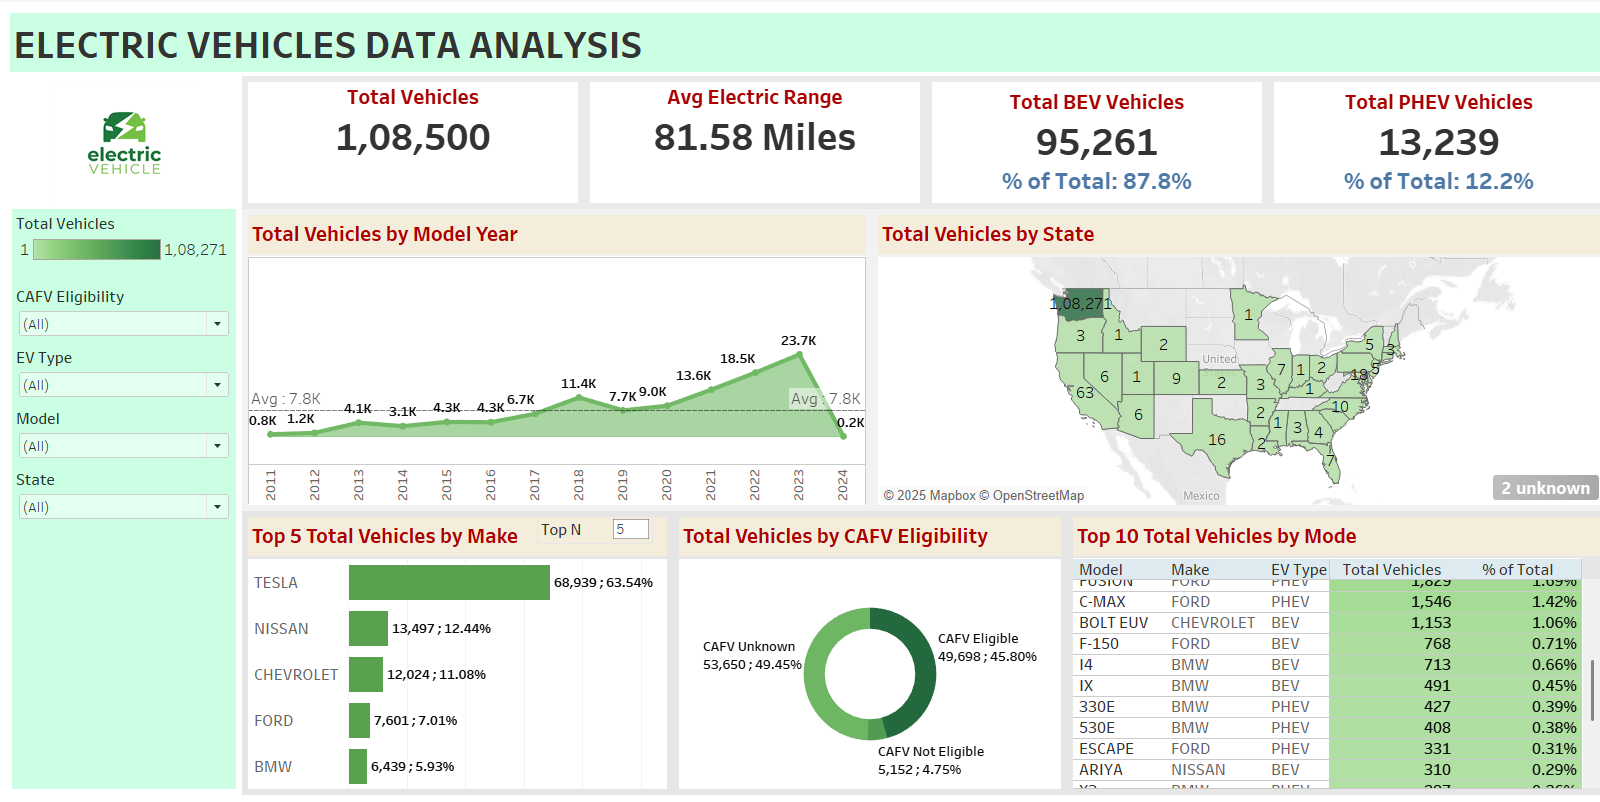 ELECTRIC VEHICLES DATA ANALYSIS
electric
VEHICLE
Total Vehicles
1,08,500
Avg Electric Range
81.58 Miles
Total BEV Vehicles
95,261
% of Total: 87.8%
Total PHEV Vehicles
13,239
% of Total: 12.2%
Total Vehicles
1 1,08,271
CAFV Eligibility
(All)
EV Type
(All)
Model
(All)
State
(All)
Total Vehicles by Model Year
23.7K
18.5K
13.6K
11.4K
9.0K
7.7K
6.7K
4.3K
4.3K
3.1K
4.1K
1.2K
0.8K
0.2K
Avg : 7.8K
Avg : 7.8K
2011 2012 2013 2014 2015 2016 2017 2018 2019 2020 2021 2022 2023 2024
Total Vehicles by State
1,08,271
1
3 1 2 5 3
United
6 1 9 2 3 7 1 2 18 5
63 1
6 2 10
16 2 1 3 4
7
Mexico
© 2025 Mapbox © OpenStreetMap
2 unknown
Top 5 Total Vehicles by Make
Top N 5
TESLA 68,939 ; 63.54%
NISSAN 13,497 ; 12.44%
CHEVROLET 12,024 ; 11.08%
FORD 7,601 ; 7.01%
BMW 6,439 ; 5.93%
Total Vehicles by CAFV Eligibility
CAFV Unknown
53,650 ; 49.45%
CAFV Eligible
49,698 ; 45.80%
CAFV Not Eligible
5,152 ; 4.75%
Top 10 Total Vehicles by Mode
Model Make EV Type Total Vehicles % of Total
FUSION FORD PHEV 1,829 1.69%
C-MAX FORD PHEV 1,546 1.42%
BOLT EUV CHEVROLET BEV 1,153 1.06%
F-150 FORD BEV 768 0.71%
I4 BMW BEV 713 0.66%
IX BMW BEV 491 0.45%
330E BMW PHEV 427 0.39%
530E BMW PHEV 408 0.38%
ESCAPE FORD PHEV 331 0.31%
ARIYA NISSAN BEV 310 0.29%